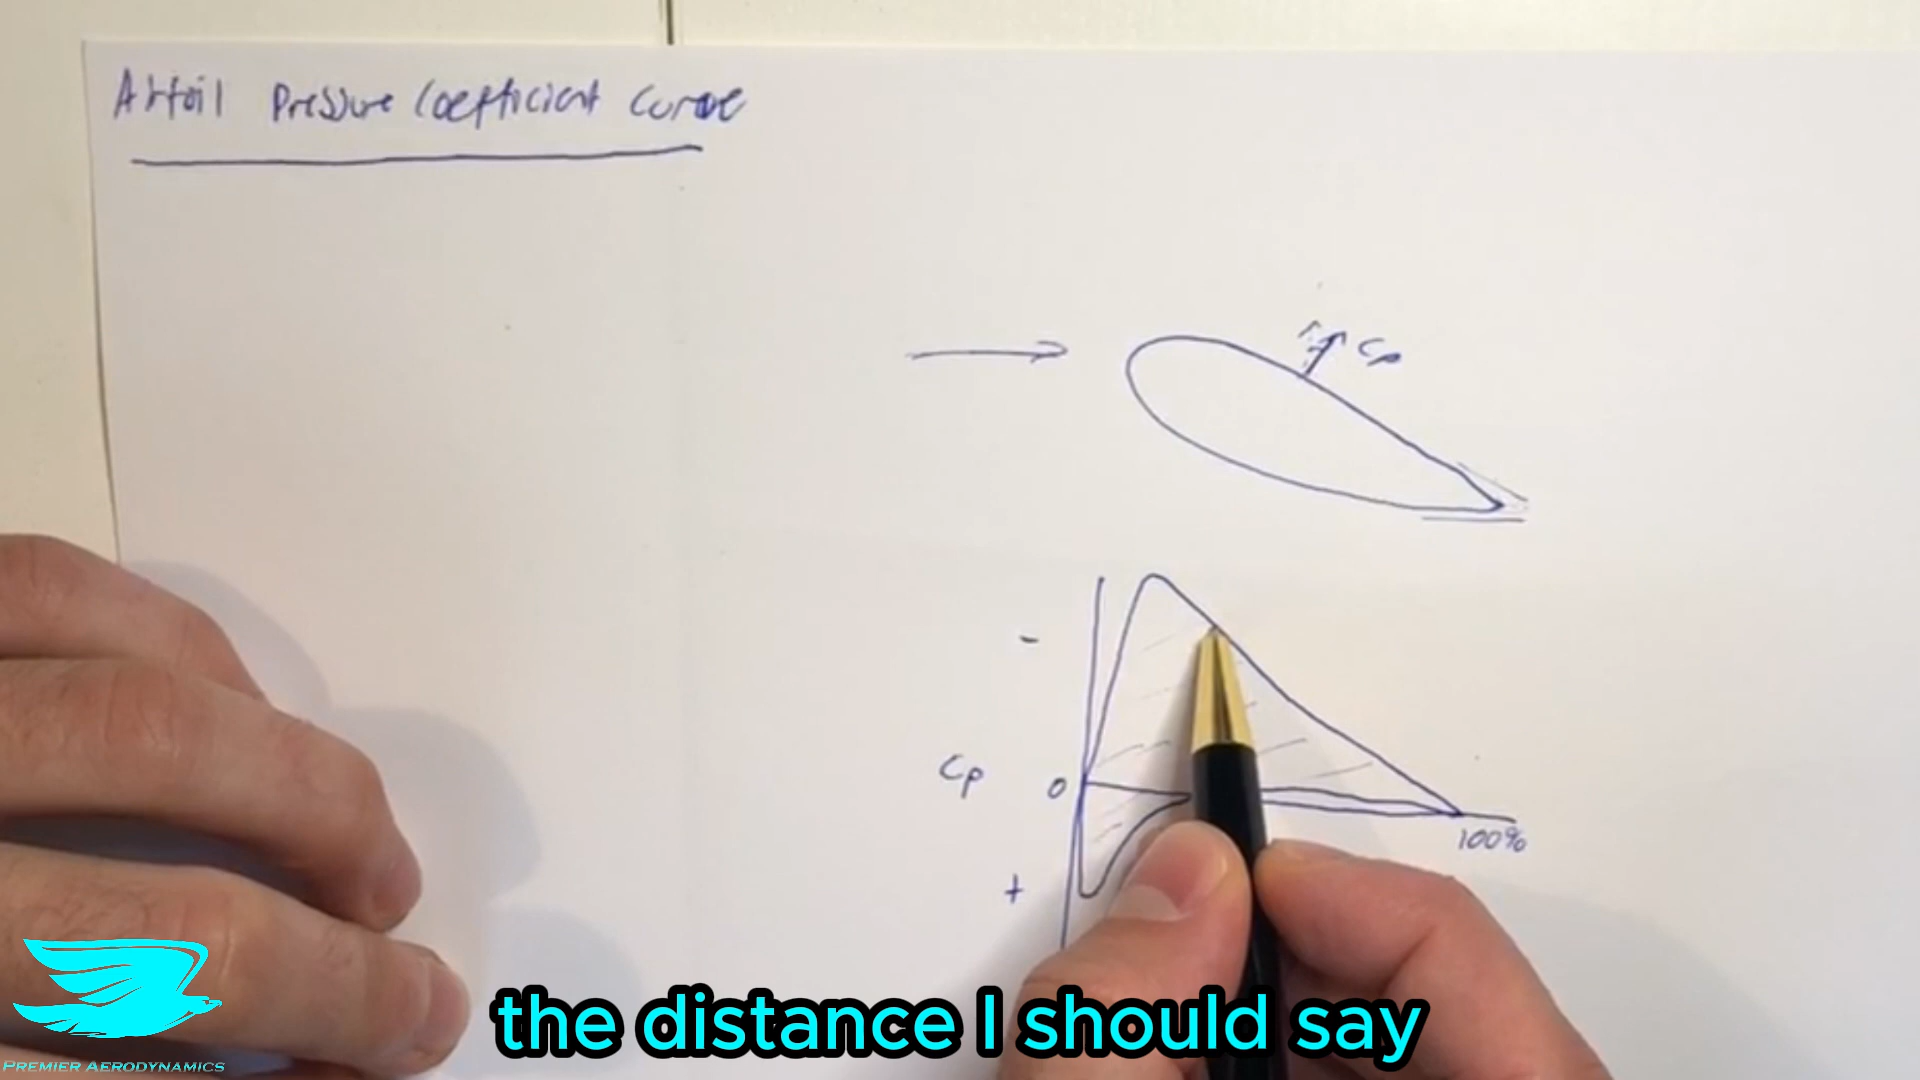 Airfoil Pressure Coefficient Curve
Cp
-
Cp 0
100%
+
the distance I should say
PREMIER AERODYNAMICS